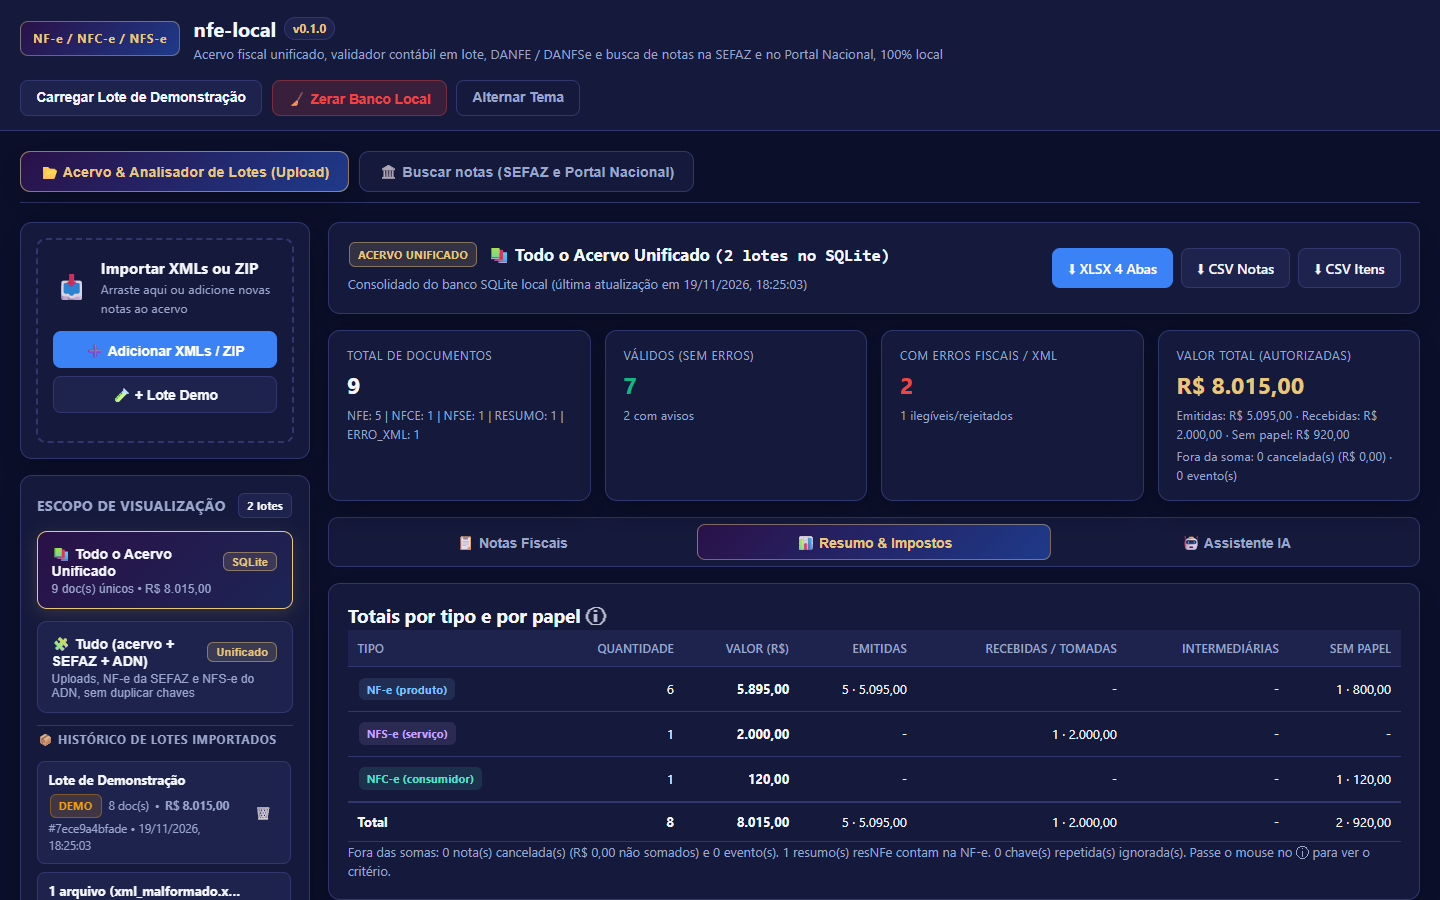 NF-e / NFC-e / NFS-e
nfe-local v0.1.0
Acervo fiscal unificado, validador contábil em lote, DANFE / DANFSe e busca de notas na SEFAZ e no Portal Nacional, 100% local
Carregar Lote de Demonstração
Zerar Banco Local
Alternar Tema
Acervo & Analisador de Lotes (Upload)
Buscar notas (SEFAZ e Portal Nacional)
Importar XMLs ou ZIP
Arraste aqui ou adicione novas
notas ao acervo
Adicionar XMLs / ZIP
+ Lote Demo
ESCOPO DE VISUALIZAÇÃO 2 lotes
Todo o Acervo
Unificado
SQLite
9 doc(s) únicos • R$ 8.015,00
Tudo (acervo +
SEFAZ + ADN)
Unificado
Uploads, NF-e da SEFAZ e NFS-e do
ADN, sem duplicar chaves
HISTÓRICO DE LOTES IMPORTADOS
Lote de Demonstração
DEMO 8 doc(s) • R$ 8.015,00
#7ece9a4bfade • 19/11/2026,
18:25:03
1 arquivo (xml_malformado.x...
ACERVO UNIFICADO Todo o Acervo Unificado (2 lotes no SQLite)
Consolidado do banco SQLite local (última atualização em 19/11/2026, 18:25:03)
⬇ XLSX 4 Abas
⬇ CSV Notas
⬇ CSV Itens
TOTAL DE DOCUMENTOS
9
NFE: 5 | NFCE: 1 | NFSE: 1 | RESUMO: 1 |
ERRO_XML: 1
VÁLIDOS (SEM ERROS)
7
2 com avisos
COM ERROS FISCAIS / XML
2
1 ilegíveis/rejeitados
VALOR TOTAL (AUTORIZADAS)
R$ 8.015,00
Emitidas: R$ 5.095,00 · Recebidas: R$
2.000,00 · Sem papel: R$ 920,00
Fora da soma: 0 cancelada(s) (R$ 0,00) ·
0 evento(s)
Notas Fiscais
Resumo & Impostos
Assistente IA
Totais por tipo e por papel ⓘ
TIPO QUANTIDADE VALOR (R$) EMITIDAS RECEBIDAS / TOMADAS INTERMEDIÁRIAS SEM PAPEL
NF-e (produto) 6 5.895,00 5 · 5.095,00 - - 1 · 800,00
NFS-e (serviço) 1 2.000,00 - 1 · 2.000,00 - -
NFC-e (consumidor) 1 120,00 - - - 1 · 120,00
Total 8 8.015,00 5 · 5.095,00 1 · 2.000,00 - 2 · 920,00
Fora das somas: 0 nota(s) cancelada(s) (R$ 0,00 não somados) e 0 evento(s). 1 resumo(s) resNFe contam na NF-e. 0 chave(s) repetida(s) ignorada(s). Passe o mouse no ⓘ para ver o
critério.